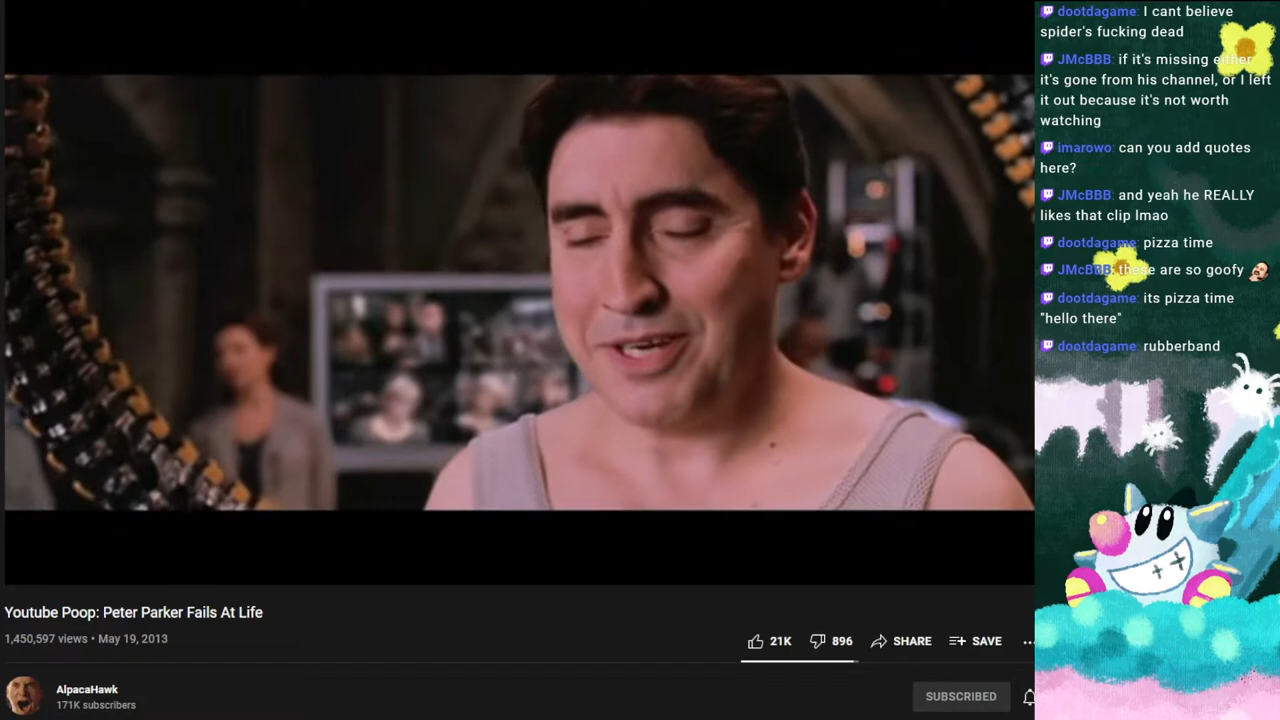 dootdagame: I cant believe
spider's fucking dead
JMcBBB: if it's missing either
it's gone from his channel, or I left
it out because it's not worth
watching
imarowo: can you add quotes
here?
JMcBBB: and yeah he REALLY
likes that clip lmao
dootdagame: pizza time
JMcBBB: these are so goofy
dootdagame: its pizza time
"hello there"
dootdagame: rubberband
Youtube Poop: Peter Parker Fails At Life
1,450,597 views • May 19, 2013
21K 896 SHARE SAVE ...
AlpacaHawk
171K subscribers
SUBSCRIBED